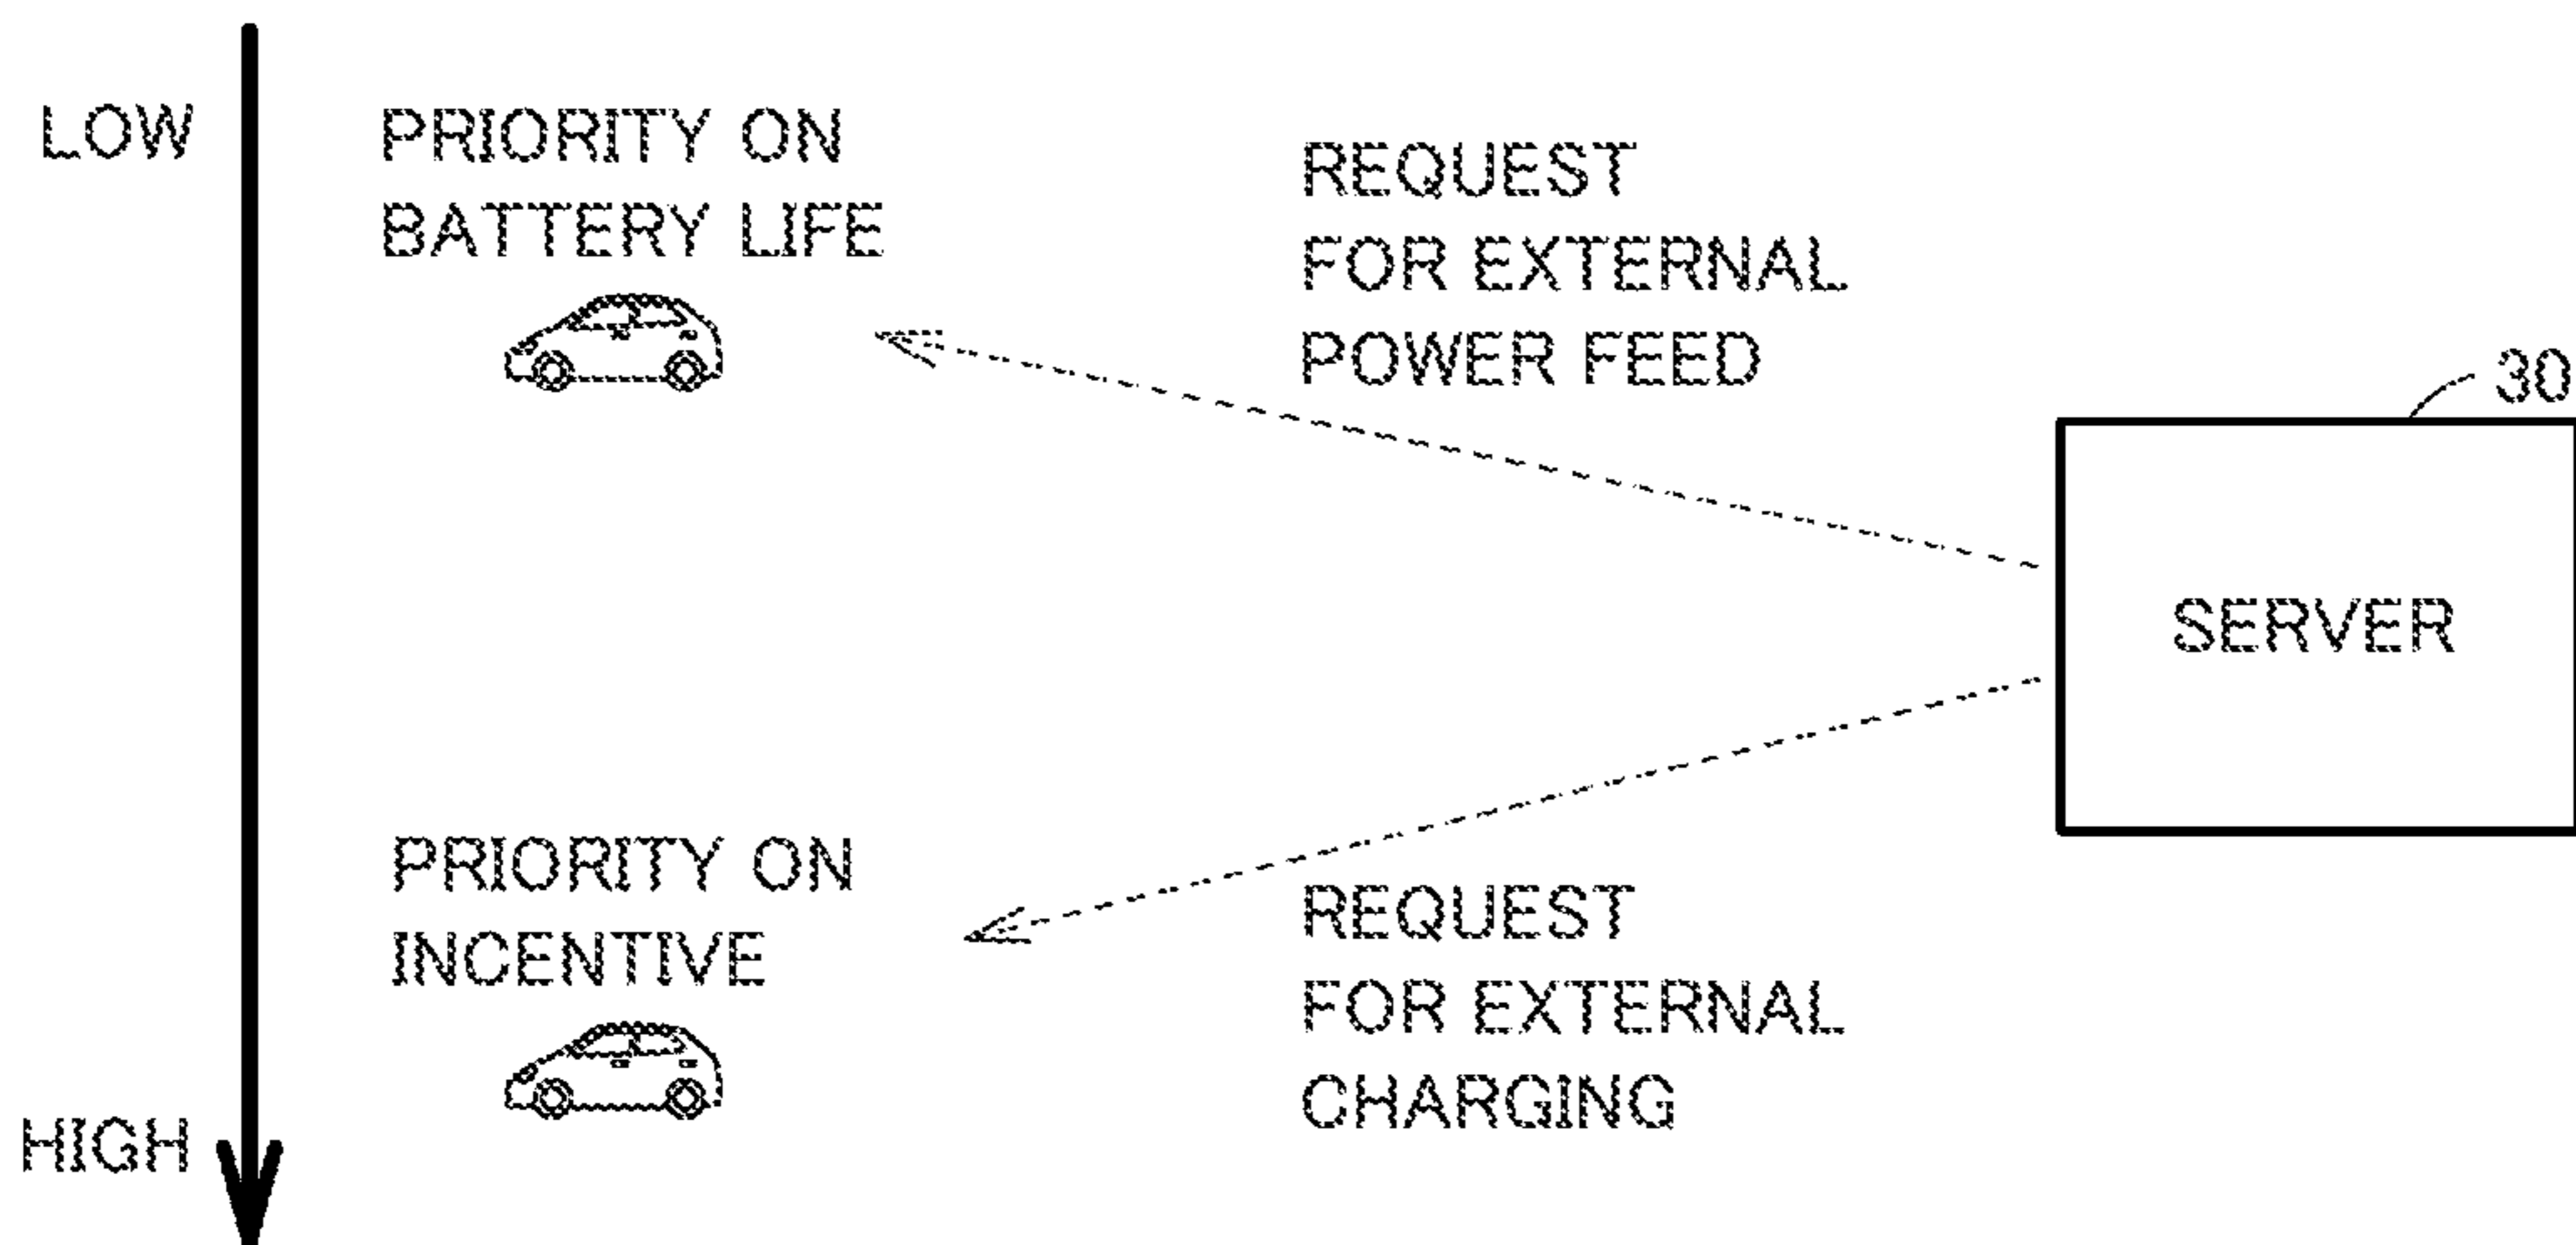 LOW
PRIORITY ON
BATTERY LIFE
REQUEST
FOR EXTERNAL
POWER FEED
30
SERVER
PRIORITY ON
INCENTIVE
REQUEST
FOR EXTERNAL
CHARGING
HIGH